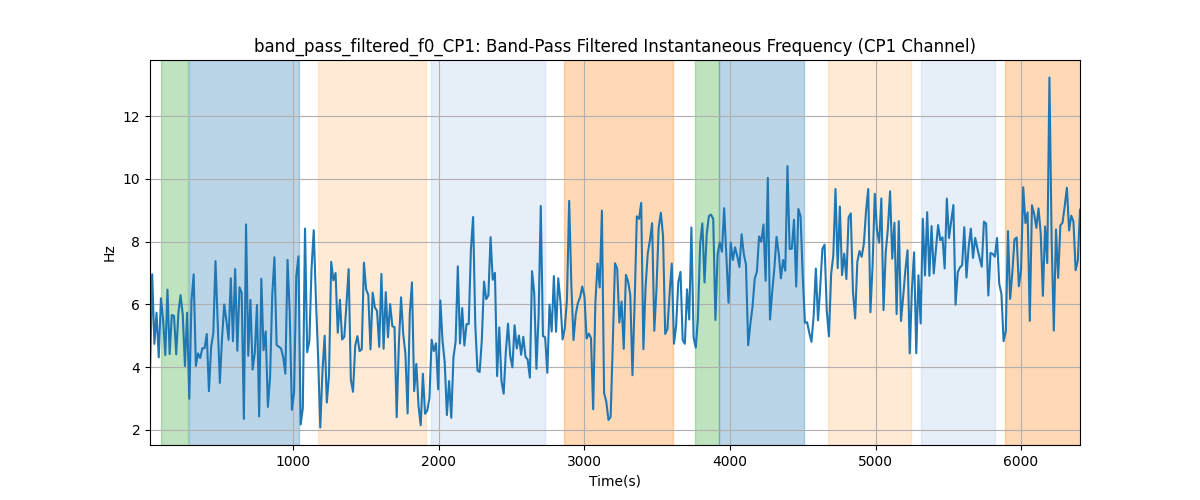 band_pass_filtered_f0_CP1: Band-Pass Filtered Instantaneous Frequency (CP1 Channel)
12
10
8
6
4
2
Hz
1000 2000 3000 4000 5000 6000
Time(s)